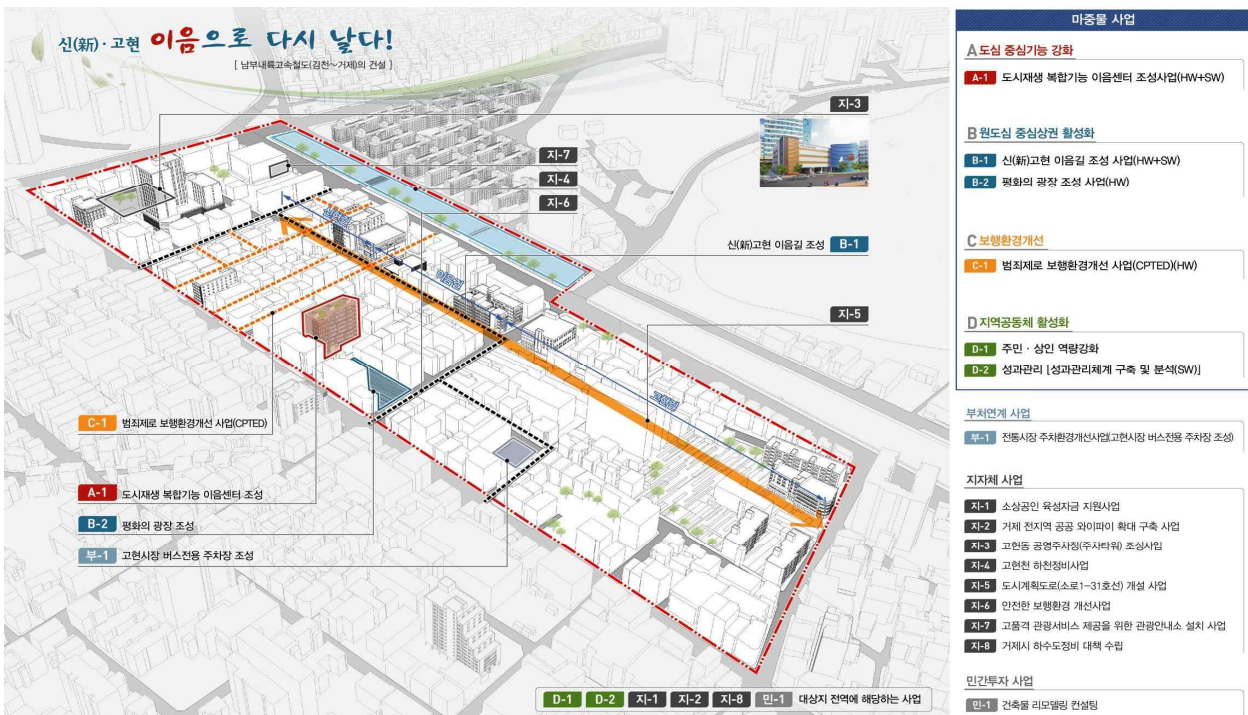 신(新)·고현 이음으로 다시 날다!
[ 남부내륙고속철도(김천~거제)의 건설 ]
지-3
지-7
지-4
지-6
신(新)고현 이음길 조성 B-1
지-5
신현길
이음길
고현길
C-1 범죄제로 보행환경개선 사업(CPTED)
A-1 도시재생 복합기능 이음센터 조성
B-2 평화의 광장 조성
부-1 고현시장 버스전용 주차장 조성
D-1 D-2 지-1 지-2 지-8 민-1 대상지 전역에 해당하는 사업
마중물 사업
A 도심 중심기능 강화
A-1 도시재생 복합기능 이음센터 조성사업(HW+SW)
B 원도심 중심상권 활성화
B-1 신(新)고현 이음길 조성 사업(HW+SW)
B-2 평화의 광장 조성 사업(HW)
C 보행환경개선
C-1 범죄제로 보행환경개선 사업(CPTED)(HW)
D 지역공동체 활성화
D-1 주민·상인 역량강화
D-2 성과관리 [성과관리체계 구축 및 분석(SW)]
부처연계 사업
부-1 전통시장 주차환경개선사업(고현시장 버스전용 주차장 조성)
지자체 사업
지-1 소상공인 육성자금 지원사업
지-2 거제 전지역 공공 와이파이 확대 구축 사업
지-3 고현동 공영주차장(주차타워) 조성사업
지-4 고현천 하천정비사업
지-5 도시계획도로(소로1-31호선) 개설 사업
지-6 안전한 보행환경 개선사업
지-7 고품격 관광서비스 제공을 위한 관광안내소 설치 사업
지-8 거제시 하수도정비 대책 수립
민간투자 사업
민-1 건축물 리모델링 컨설팅